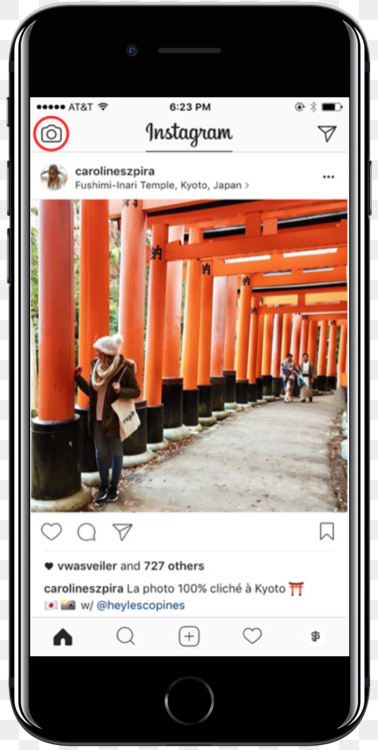 AT&T 6:23 PM
Instagram
carolineszpira
Fushimi-Inari Temple, Kyoto, Japan >
vwasveiler and 727 others
carolineszpira La photo 100% cliché à Kyoto ⛩️
🇯🇵 📸 w/ @heylescopines